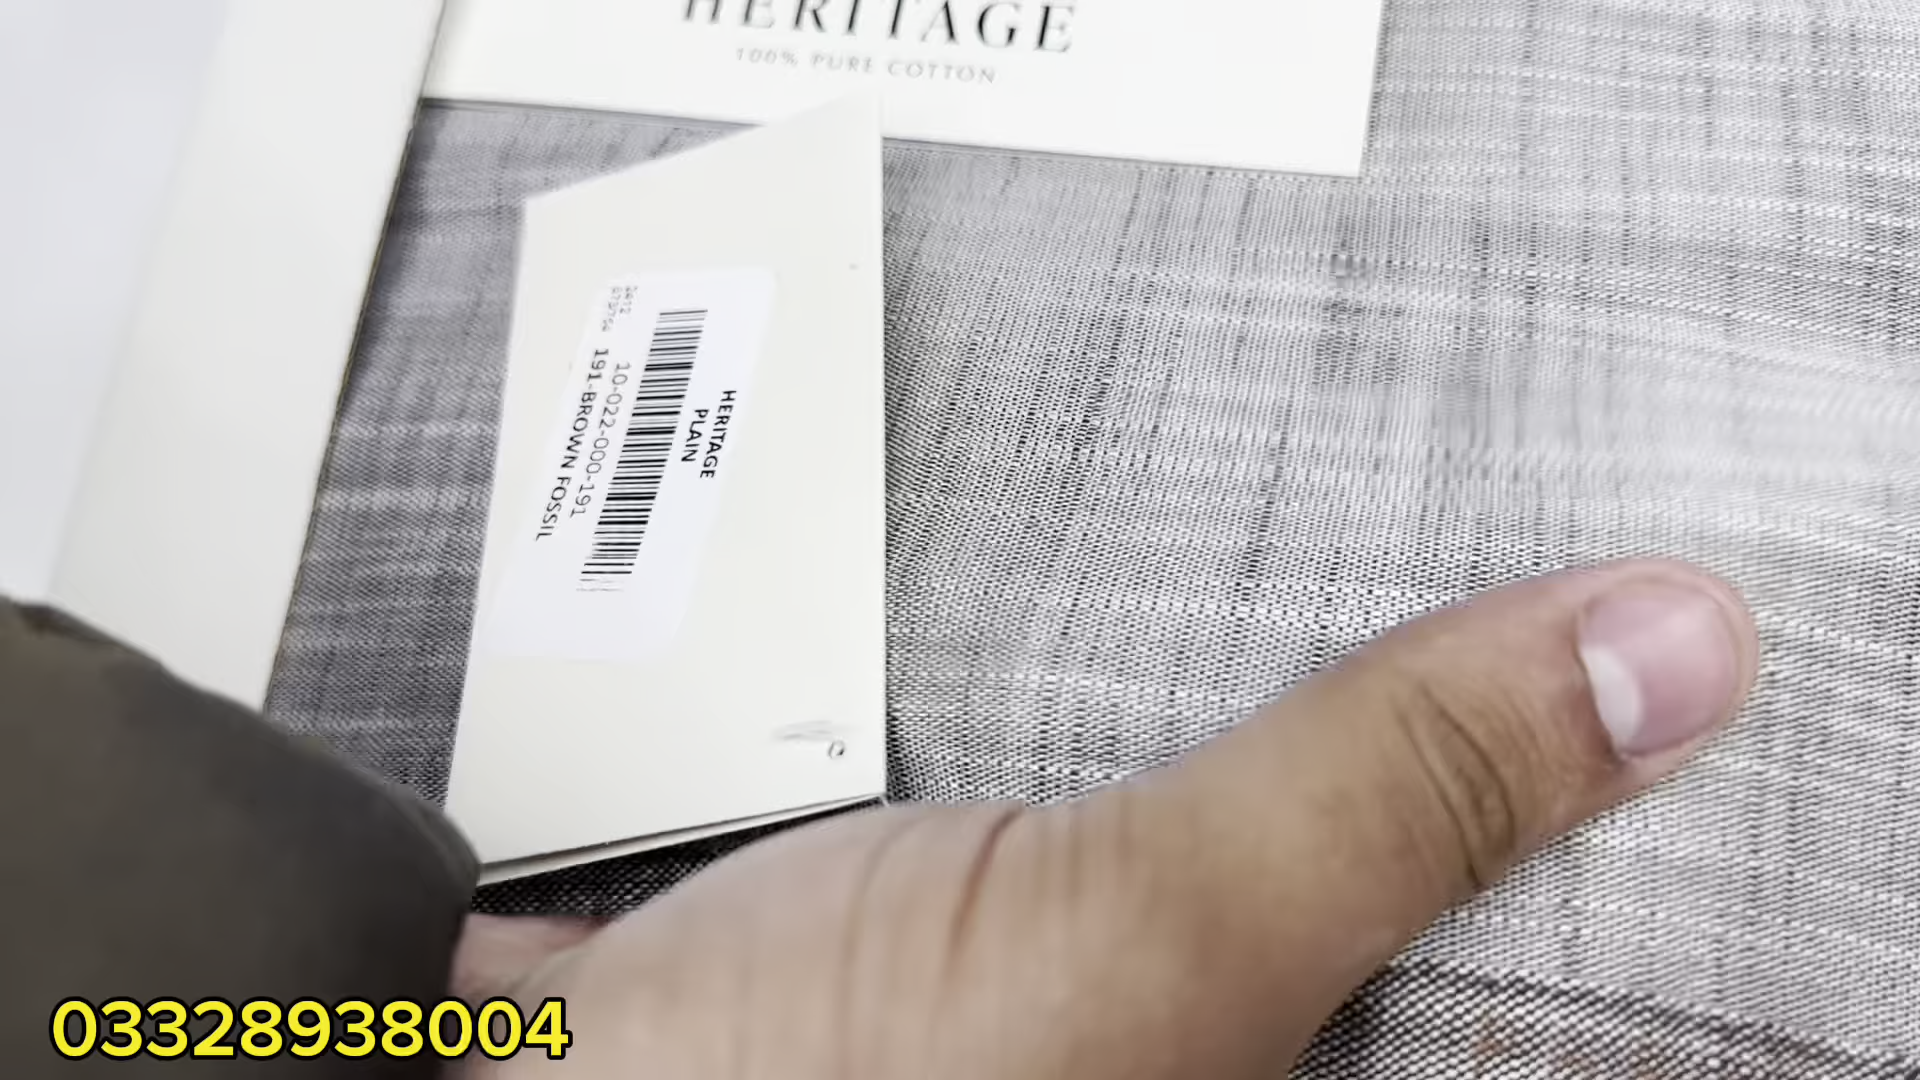 HERITAGE
100% PURE COTTON
HERITAGE
PLAIN
10-022-000-191
191-BROWN FOSSIL
03328938004